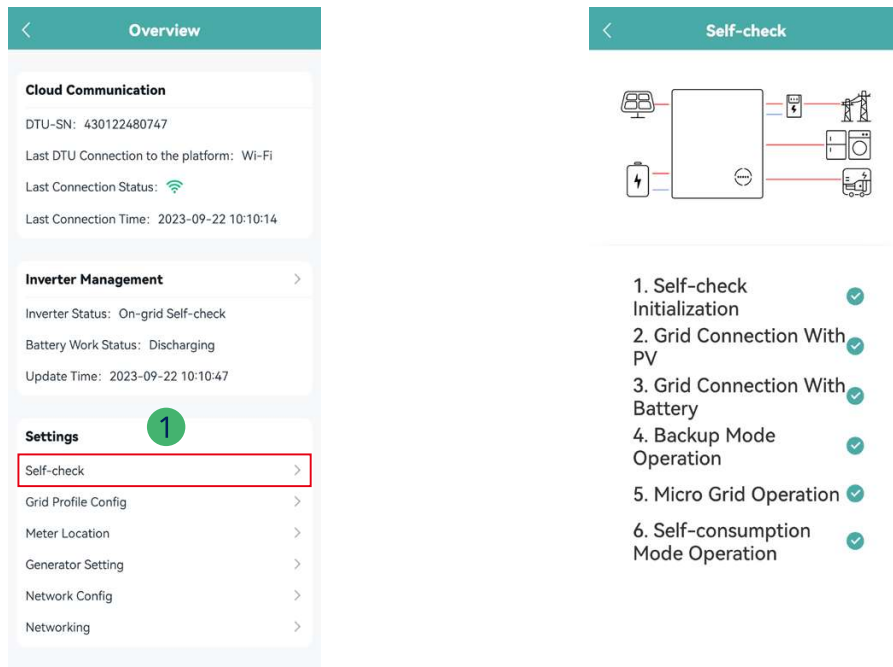 Overview
Cloud Communication
DTU-SN: 430122480747
Last DTU Connection to the platform: Wi-Fi
Last Connection Status:
Last Connection Time: 2023-09-22 10:10:14
Inverter Management
Inverter Status: On-grid Self-check
Battery Work Status: Discharging
Update Time: 2023-09-22 10:10:47
1
Settings
Self-check
Grid Profile Config
Meter Location
Generator Setting
Network Config
Networking
Self-check
1. Self-check
Initialization
2. Grid Connection With
PV
3. Grid Connection With
Battery
4. Backup Mode
Operation
5. Micro Grid Operation
6. Self-consumption
Mode Operation